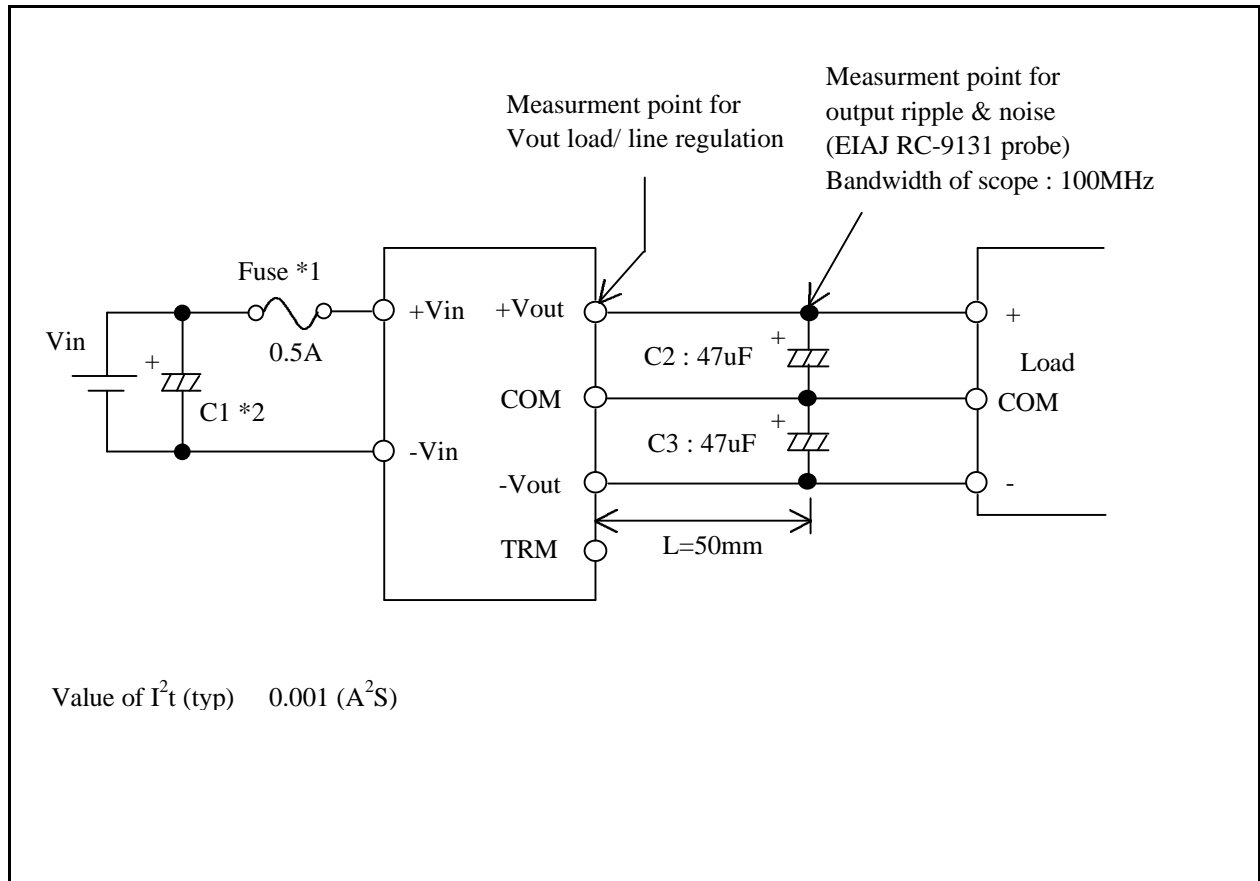 Measurment point for
Vout load/ line regulation
Measurment point for
output ripple & noise
(EIAJ RC-9131 probe)
Bandwidth of scope : 100MHz
Fuse *1
0.5A
Vin
+
C1 *2
+Vin
-Vin
+Vout
COM
-Vout
TRM
+
C2 : 47uF
+
C3 : 47uF
L=50mm
+
Load
COM
-
Value of I²t (typ) 0.001 (A²S)